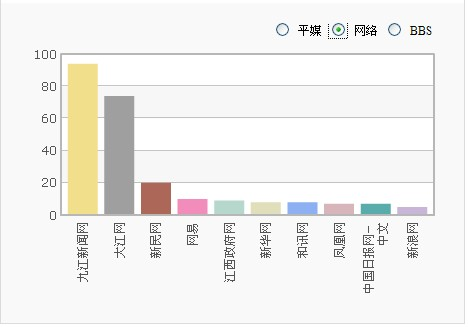 平媒 网络 BBS
100
80
60
40
20
0
九江新闻网
大江网
新民网
网易
江西政府网
新华网
和讯网
凤凰网
中国日报网-
中文
新浪网